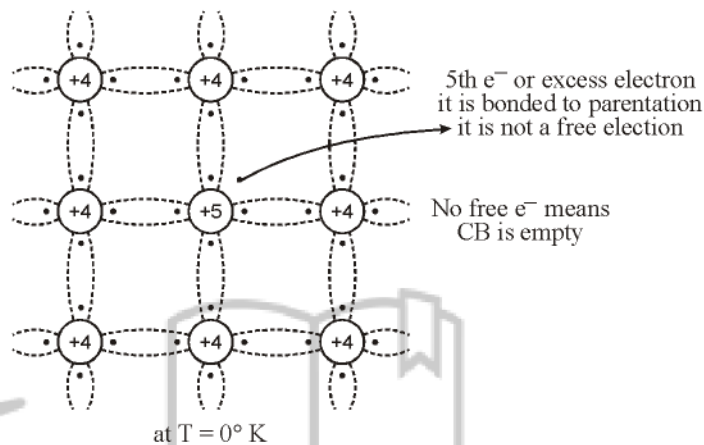 +4 +4 +4
5th e⁻ or excess electron
it is bonded to parentation
it is not a free election
+4 +5 +4
No free e⁻ means
CB is empty
+4 +4 +4
at T = 0° K